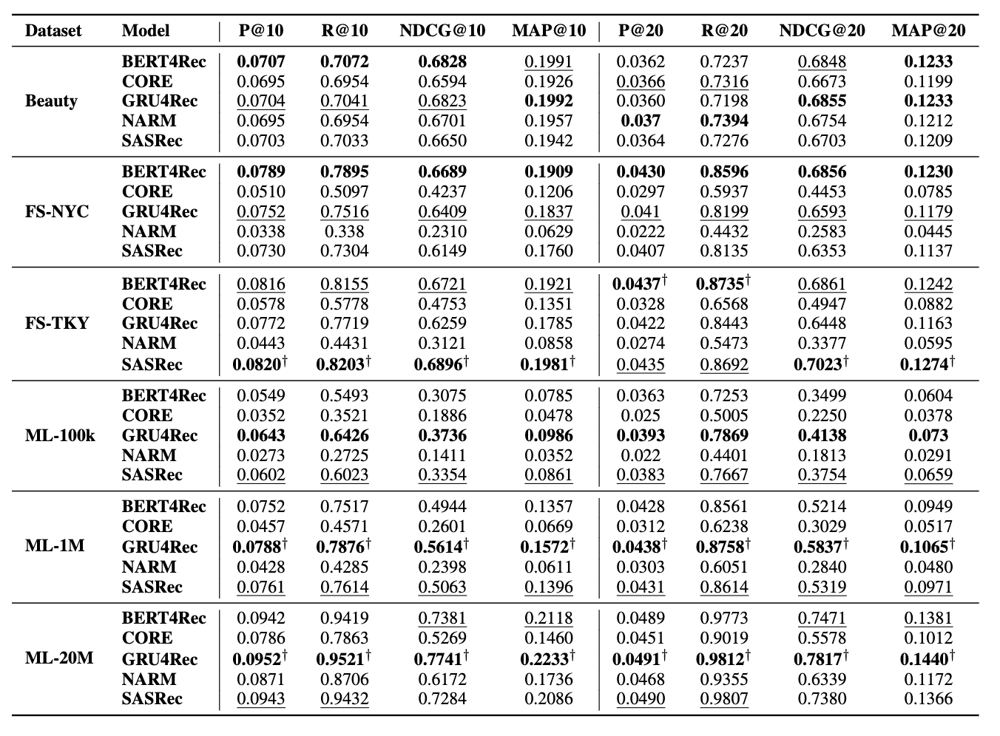 Dataset Model P@10 R@10 NDCG@10 MAP@10 P@20 R@20 NDCG@20 MAP@20
BERT4Rec 0.0707 0.7072 0.6828 0.1991 0.0362 0.7237 0.6848 0.1233
CORE 0.0695 0.6954 0.6594 0.1926 0.0366 0.7316 0.6673 0.1199
Beauty GRU4Rec 0.0704 0.7041 0.6823 0.1992 0.0360 0.7198 0.6855 0.1233
NARM 0.0695 0.6954 0.6701 0.1957 0.037 0.7394 0.6754 0.1212
SASRec 0.0703 0.7033 0.6650 0.1942 0.0364 0.7276 0.6703 0.1209
BERT4Rec 0.0789 0.7895 0.6689 0.1909 0.0430 0.8596 0.6856 0.1230
CORE 0.0510 0.5097 0.4237 0.1206 0.0297 0.5937 0.4453 0.0785
FS-NYC GRU4Rec 0.0752 0.7516 0.6409 0.1837 0.041 0.8199 0.6593 0.1179
NARM 0.0338 0.338 0.2310 0.0629 0.0222 0.4432 0.2583 0.0445
SASRec 0.0730 0.7304 0.6149 0.1760 0.0407 0.8135 0.6353 0.1137
BERT4Rec 0.0816 0.8155 0.6721 0.1921 0.0437† 0.8735† 0.6861 0.1242
CORE 0.0578 0.5778 0.4753 0.1351 0.0328 0.6568 0.4947 0.0882
FS-TKY GRU4Rec 0.0772 0.7719 0.6259 0.1785 0.0422 0.8443 0.6448 0.1163
NARM 0.0443 0.4431 0.3121 0.0858 0.0274 0.5473 0.3377 0.0595
SASRec 0.0820† 0.8203† 0.6896† 0.1981† 0.0435 0.8692 0.7023† 0.1274†
BERT4Rec 0.0549 0.5493 0.3075 0.0785 0.0363 0.7253 0.3499 0.0604
CORE 0.0352 0.3521 0.1886 0.0478 0.025 0.5005 0.2250 0.0378
ML-100k GRU4Rec 0.0643 0.6426 0.3736 0.0986 0.0393 0.7869 0.4138 0.073
NARM 0.0273 0.2725 0.1411 0.0352 0.022 0.4401 0.1813 0.0291
SASRec 0.0602 0.6023 0.3354 0.0861 0.0383 0.7667 0.3754 0.0659
BERT4Rec 0.0752 0.7517 0.4944 0.1357 0.0428 0.8561 0.5214 0.0949
CORE 0.0457 0.4571 0.2601 0.0669 0.0312 0.6238 0.3029 0.0517
ML-1M GRU4Rec 0.0788† 0.7876† 0.5614† 0.1572† 0.0438† 0.8758† 0.5837† 0.1065†
NARM 0.0428 0.4285 0.2398 0.0611 0.0303 0.6051 0.2840 0.0480
SASRec 0.0761 0.7614 0.5063 0.1396 0.0431 0.8614 0.5319 0.0971
BERT4Rec 0.0942 0.9419 0.7381 0.2118 0.0489 0.9773 0.7471 0.1381
CORE 0.0786 0.7863 0.5269 0.1460 0.0451 0.9019 0.5578 0.1012
ML-20M GRU4Rec 0.0952† 0.9521† 0.7741† 0.2233† 0.0491† 0.9812† 0.7817† 0.1440†
NARM 0.0871 0.8706 0.6172 0.1736 0.0468 0.9355 0.6339 0.1172
SASRec 0.0943 0.9432 0.7284 0.2086 0.0490 0.9807 0.7380 0.1366